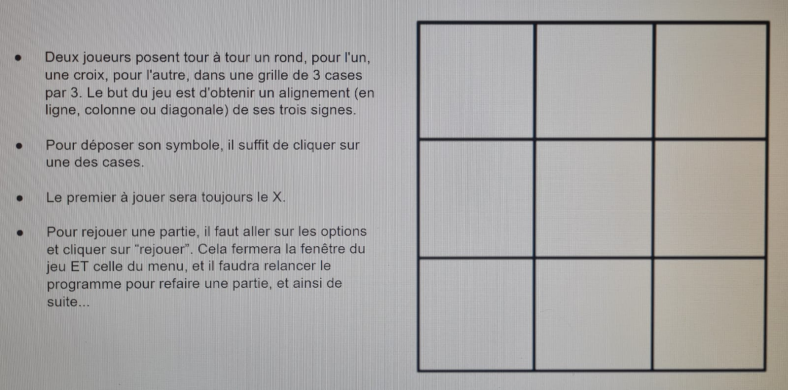 • Deux joueurs posent tour à tour un rond, pour l'un,
une croix, pour l'autre, dans une grille de 3 cases
par 3. Le but du jeu est d'obtenir un alignement (en
ligne, colonne ou diagonale) de ses trois signes.
• Pour déposer son symbole, il suffit de cliquer sur
une des cases.
• Le premier à jouer sera toujours le X.
• Pour rejouer une partie, il faut aller sur les options
et cliquer sur “rejouer”. Cela fermera la fenêtre du
jeu ET celle du menu, et il faudra relancer le
programme pour refaire une partie, et ainsi de
suite...